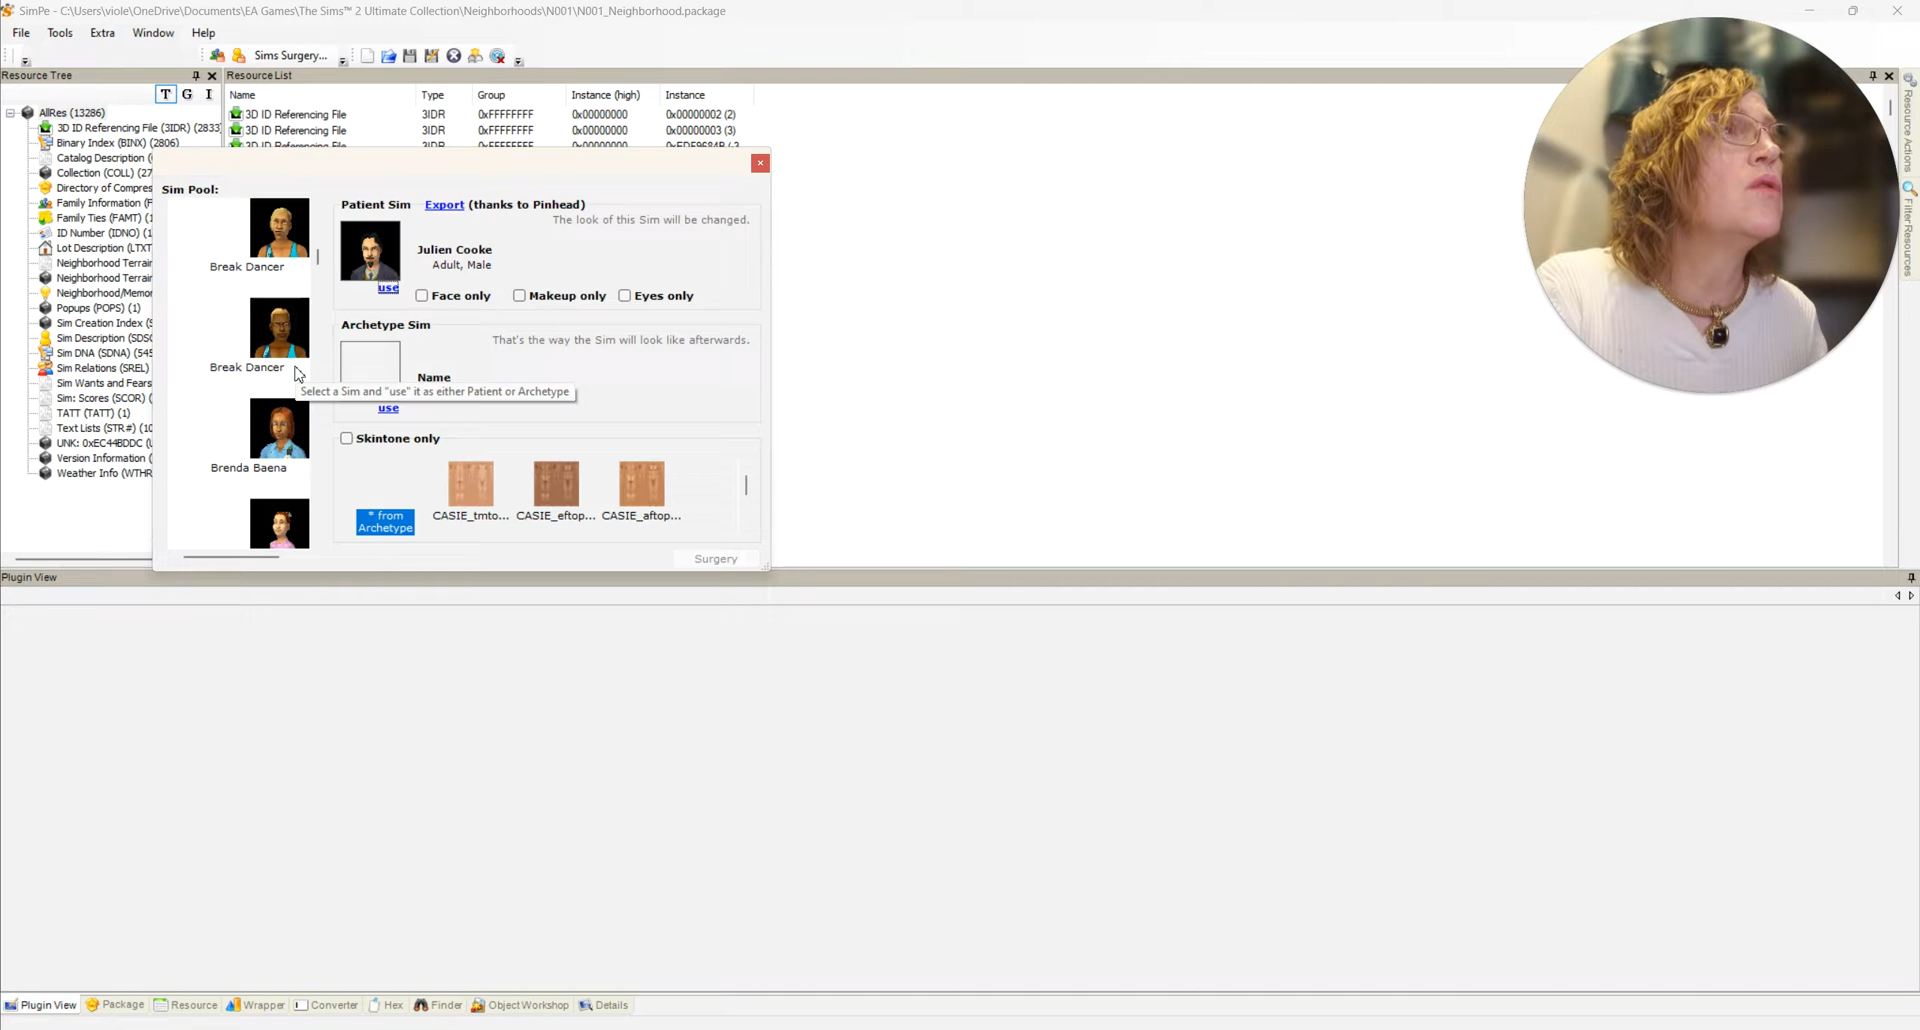 SimPe - C:\Users\viole\OneDrive\Documents\EA Games\The Sims™ 2 Ultimate Collection\Neighborhoods\N001\N001_Neighborhood.package
File Tools Extra Window Help
Sims Surgery...
Resource Tree
Resource List
T G I
Name Type Group Instance (high) Instance
AllRes (13286)
3D ID Referencing File (3IDR) (2833)
Binary Index (BINX) (2806)
Catalog Description (
Collection (COLL) (27
Directory of Compres
Family Information (F
Family Ties (FAMT) (1
ID Number (IDNO) (1
Lot Description (LTXT
Neighborhood Terrair
Neighborhood Terrair
Neighborhood/Memor
Popups (POPS) (1)
Sim Creation Index (S
Sim Description (SDSC
Sim DNA (SDNA) (545
Sim Relations (SREL)
Sim Wants and Fears
Sim: Scores (SCOR) (
TATT (TATT) (1)
Text Lists (STR#) (10
UNK: 0xEC44BDDC (U
Version Information (
Weather Info (WTHR
3D ID Referencing File 3IDR 0xFFFFFFFF 0x00000000 0x00000002 (2)
3D ID Referencing File 3IDR 0xFFFFFFFF 0x00000000 0x00000003 (3)
3D ID Referencing File 3IDR 0xFFFFFFFF 0x00000000
Sim Pool:
Break Dancer
Break Dancer
Brenda Baena
Patient Sim Export (thanks to Pinhead)
The look of this Sim will be changed.
Julien Cooke
Adult, Male
use
Face only Makeup only Eyes only
Archetype Sim
That's the way the Sim will look like afterwards.
Name
Select a Sim and "use" it as either Patient or Archetype
use
Skintone only
* from
Archetype
CASIE_tmto... CASIE_eftop... CASIE_aftop...
Surgery
Resource Actions
Filter Resources
Plugin View
Plugin View Package Resource Wrapper Converter Hex Finder Object Workshop Details